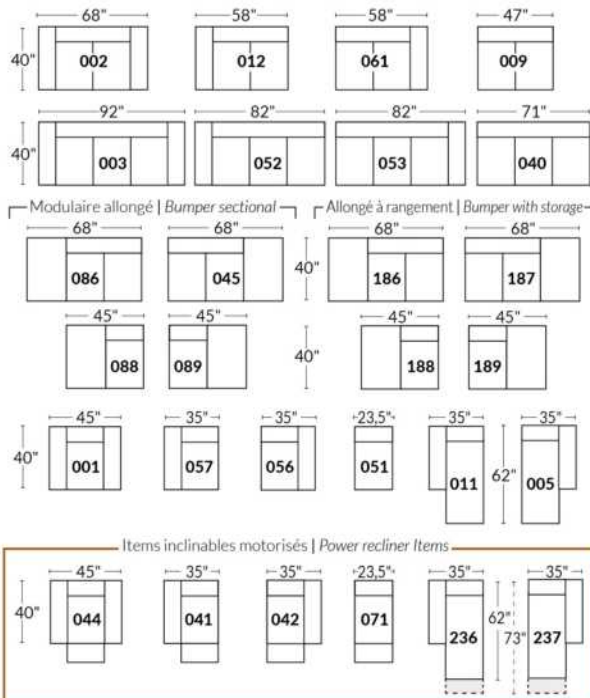 68" 58" 58" 47"
40" 002 012 061 009
92" 82" 82" 71"
40" 003 052 053 040
Modulaire allongé | Bumper sectional Allongé à rangement | Bumper with storage
68" 68" 68" 68"
086 045 40" 186 187
45" 45" 45" 45"
088 089 40" 188 189
45" 35" 35" 23,5" 35" 35"
40" 001 057 056 051 011 62" 005
Items inclinables motorisés | Power recliner Items
45" 35" 35" 23,5" 35" 35"
40" 044 041 042 071 236 62" 73" 237